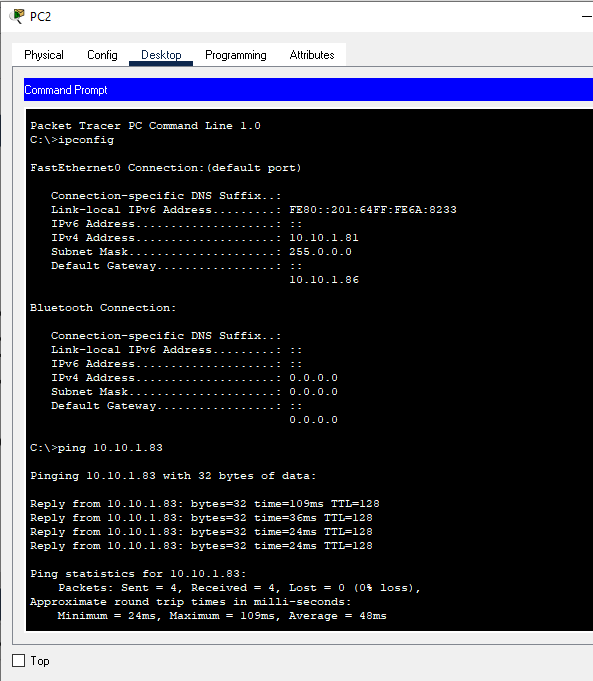 PC2
Physical Config Desktop Programming Attributes
Command Prompt
Packet Tracer PC Command Line 1.0
C:\>ipconfig
FastEthernet0 Connection:(default port)
Connection-specific DNS Suffix..:
Link-local IPv6 Address.........: FE80::201:64FF:FE6A:8233
IPv6 Address....................: ::
IPv4 Address....................: 10.10.1.81
Subnet Mask.....................: 255.0.0.0
Default Gateway.................: ::
10.10.1.86
Bluetooth Connection:
Connection-specific DNS Suffix..:
Link-local IPv6 Address.........: ::
IPv6 Address....................: ::
IPv4 Address....................: 0.0.0.0
Subnet Mask.....................: 0.0.0.0
Default Gateway.................: ::
0.0.0.0
C:\>ping 10.10.1.83
Pinging 10.10.1.83 with 32 bytes of data:
Reply from 10.10.1.83: bytes=32 time=109ms TTL=128
Reply from 10.10.1.83: bytes=32 time=36ms TTL=128
Reply from 10.10.1.83: bytes=32 time=24ms TTL=128
Reply from 10.10.1.83: bytes=32 time=24ms TTL=128
Ping statistics for 10.10.1.83:
Packets: Sent = 4, Received = 4, Lost = 0 (0% loss),
Approximate round trip times in milli-seconds:
Minimum = 24ms, Maximum = 109ms, Average = 48ms
Top